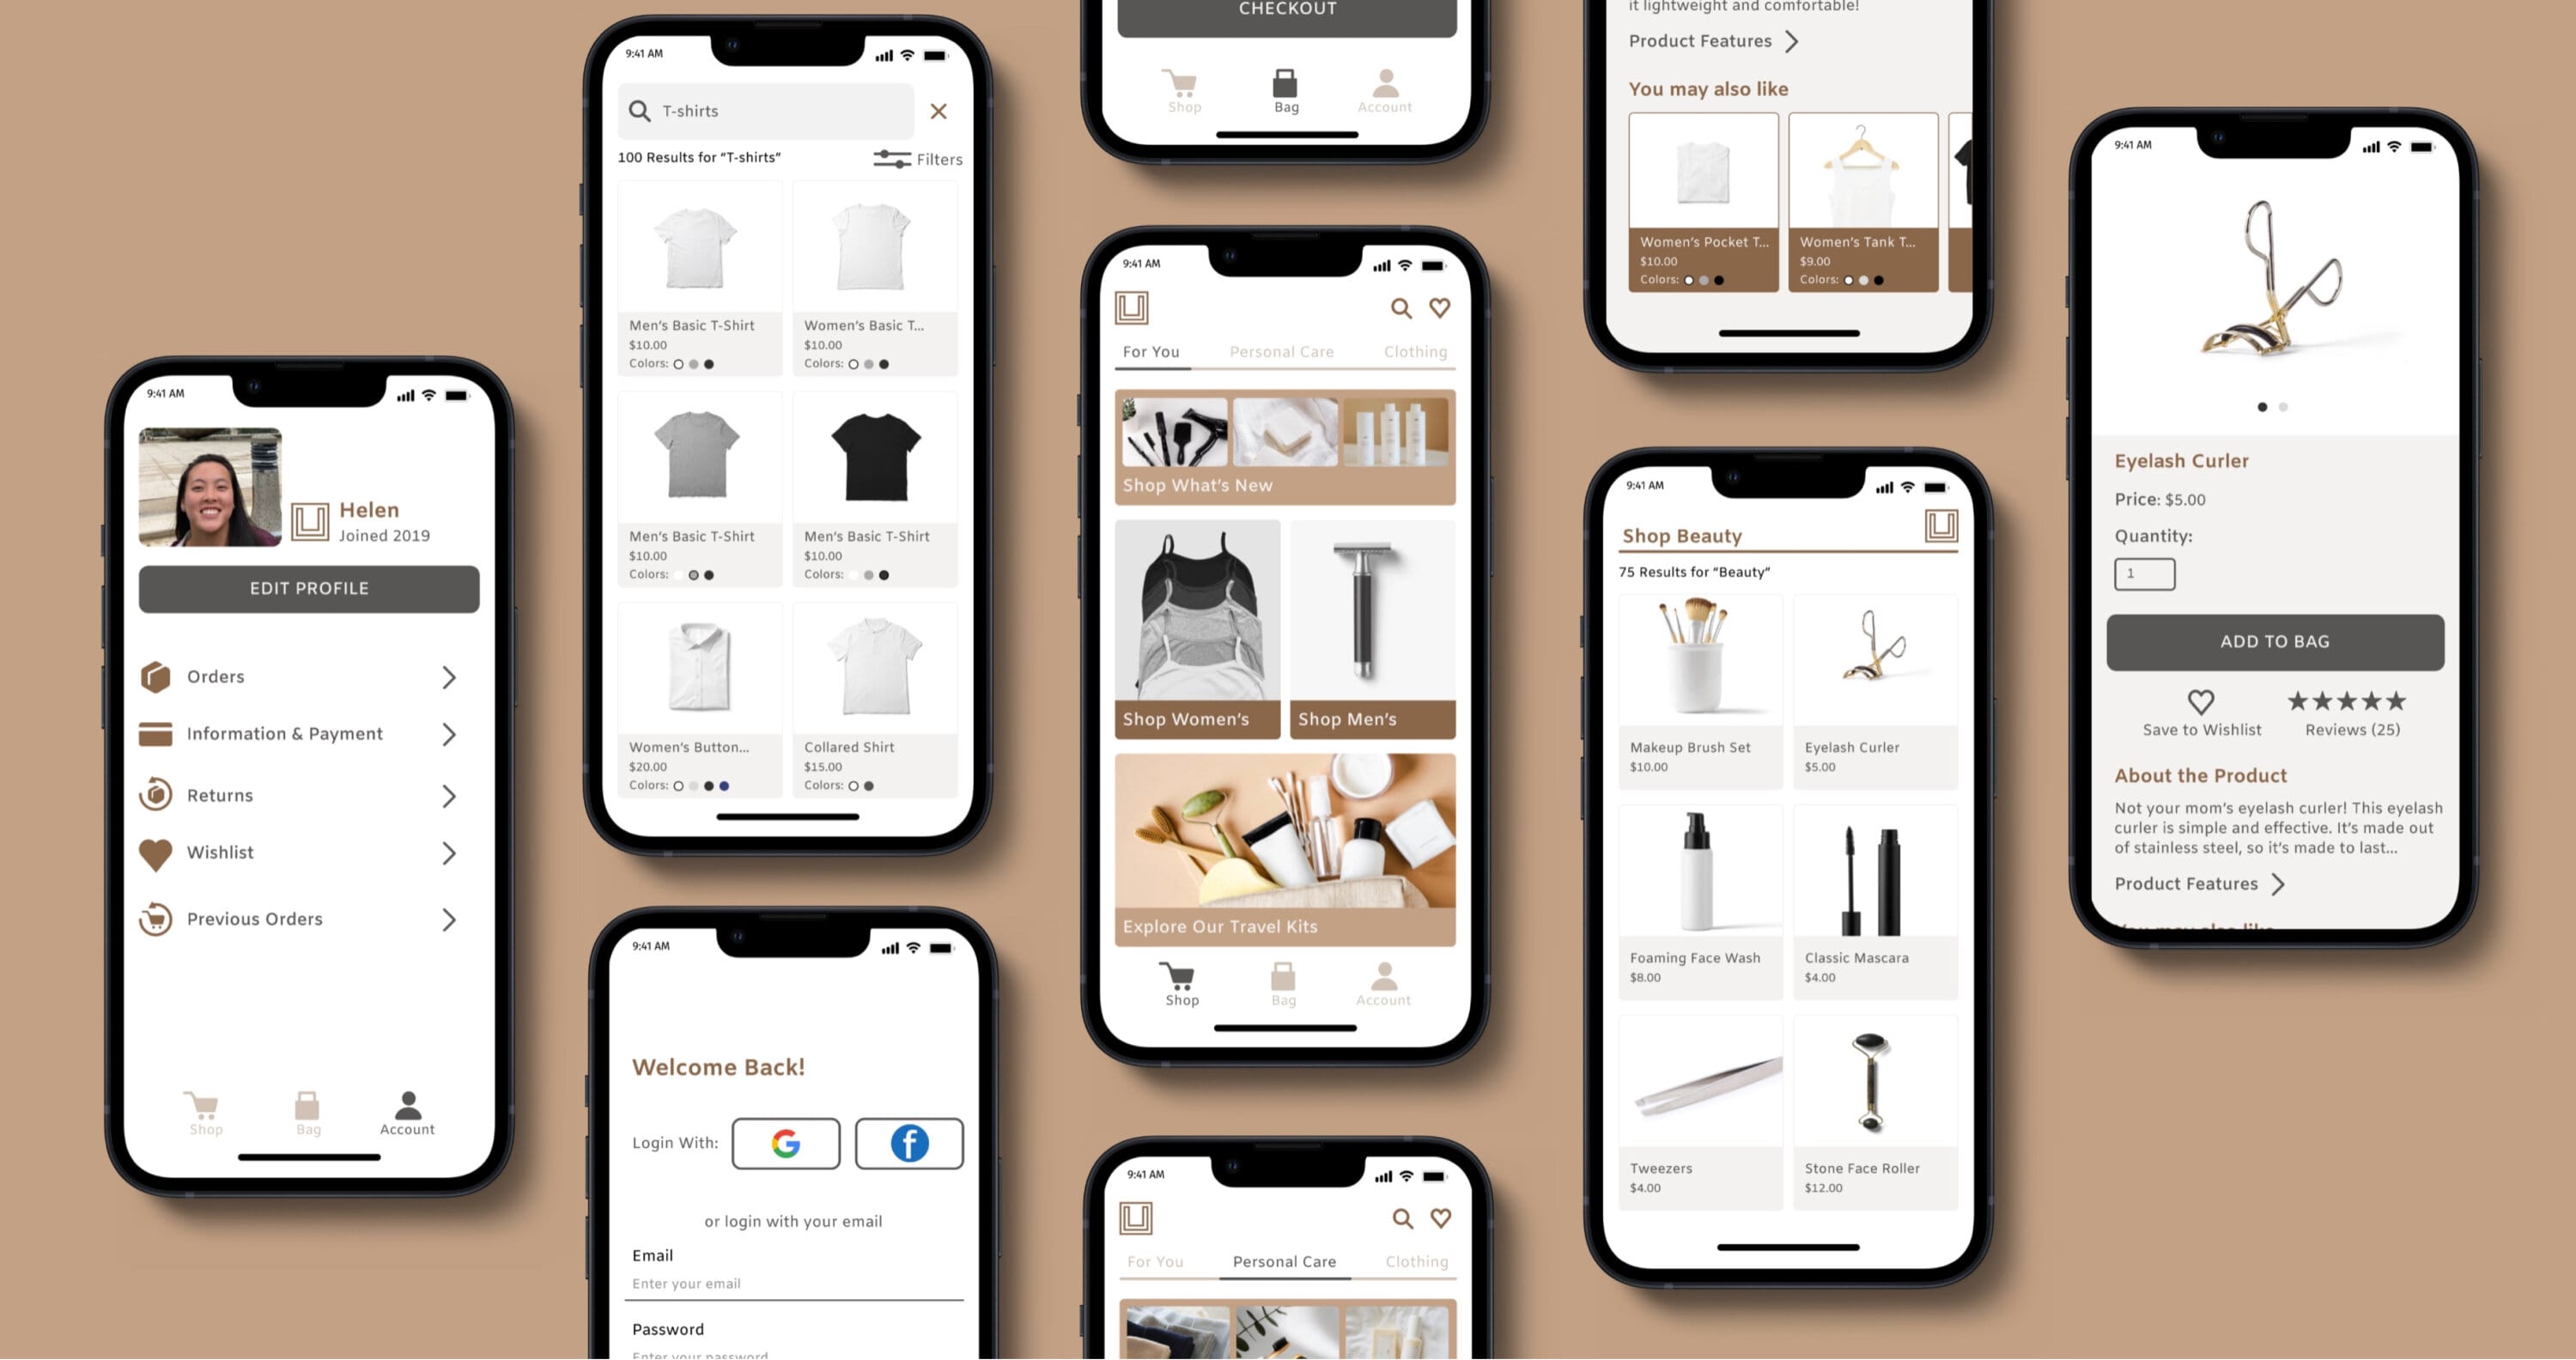 9:41 AM
Helen
Joined 2019
EDIT PROFILE
Orders
Information & Payment
Returns
Wishlist
Previous Orders
Shop
Bag
Account
9:41 AM
T-shirts
100 Results for “T-shirts”
Filters
Men’s Basic T-Shirt
$10.00
Colors:
Women’s Basic T...
$10.00
Colors:
Men’s Basic T-Shirt
$10.00
Colors:
Men’s Basic T-Shirt
$10.00
Colors:
Women’s Button...
$20.00
Colors:
Collared Shirt
$15.00
Colors:
9:41 AM
Welcome Back!
Login With:
or login with your email
Email
Enter your email
Password
Enter your password
CHECKOUT
Shop
Bag
Account
9:41 AM
For You
Personal Care
Clothing
Shop What’s New
Shop Women’s
Shop Men’s
Explore Our Travel Kits
Shop
Bag
Account
9:41 AM
For You
Personal Care
Clothing
it lightweight and comfortable!
Product Features
You may also like
Women’s Pocket T...
$10.00
Colors:
Women’s Tank T...
$9.00
Colors:
9:41 AM
Shop Beauty
75 Results for “Beauty”
Makeup Brush Set
$10.00
Eyelash Curler
$5.00
Foaming Face Wash
$8.00
Classic Mascara
$4.00
Tweezers
$4.00
Stone Face Roller
$12.00
9:41 AM
Eyelash Curler
Price: $5.00
Quantity:
1
ADD TO BAG
Save to Wishlist
Reviews (25)
About the Product
Not your mom’s eyelash curler! This eyelash
curler is simple and effective. It’s made out
of stainless steel, so it’s made to last...
Product Features
You may also like